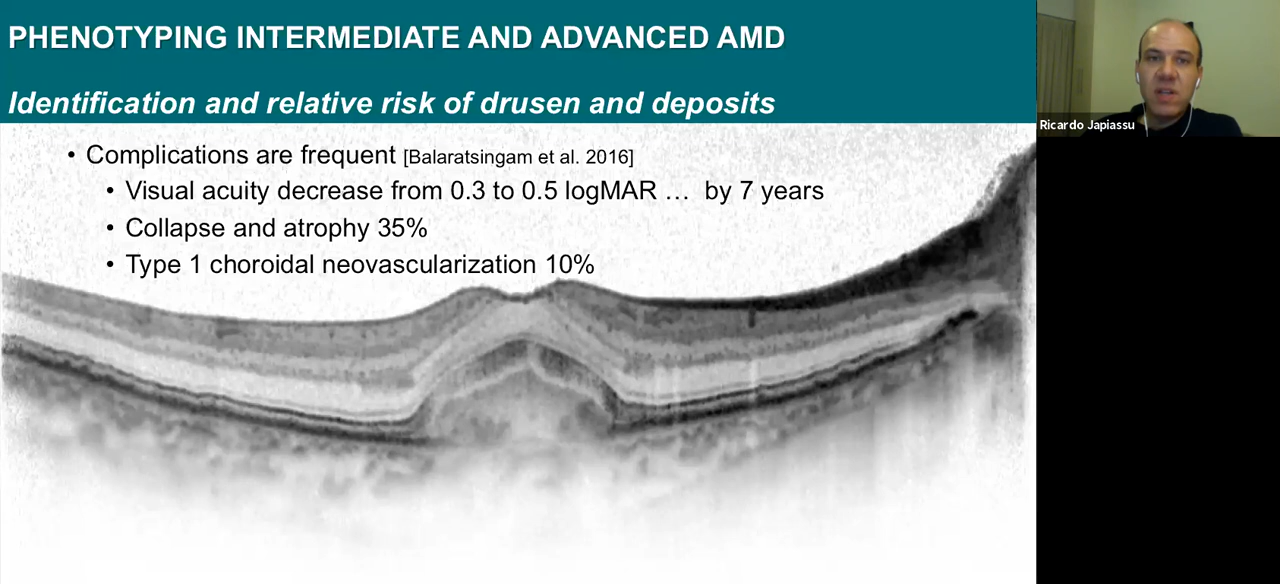 PHENOTYPING INTERMEDIATE AND ADVANCED AMD
Identification and relative risk of drusen and deposits
• Complications are frequent [Balaratsingam et al. 2016]
• Visual acuity decrease from 0.3 to 0.5 logMAR … by 7 years
• Collapse and atrophy 35%
• Type 1 choroidal neovascularization 10%
Ricardo Japiassu